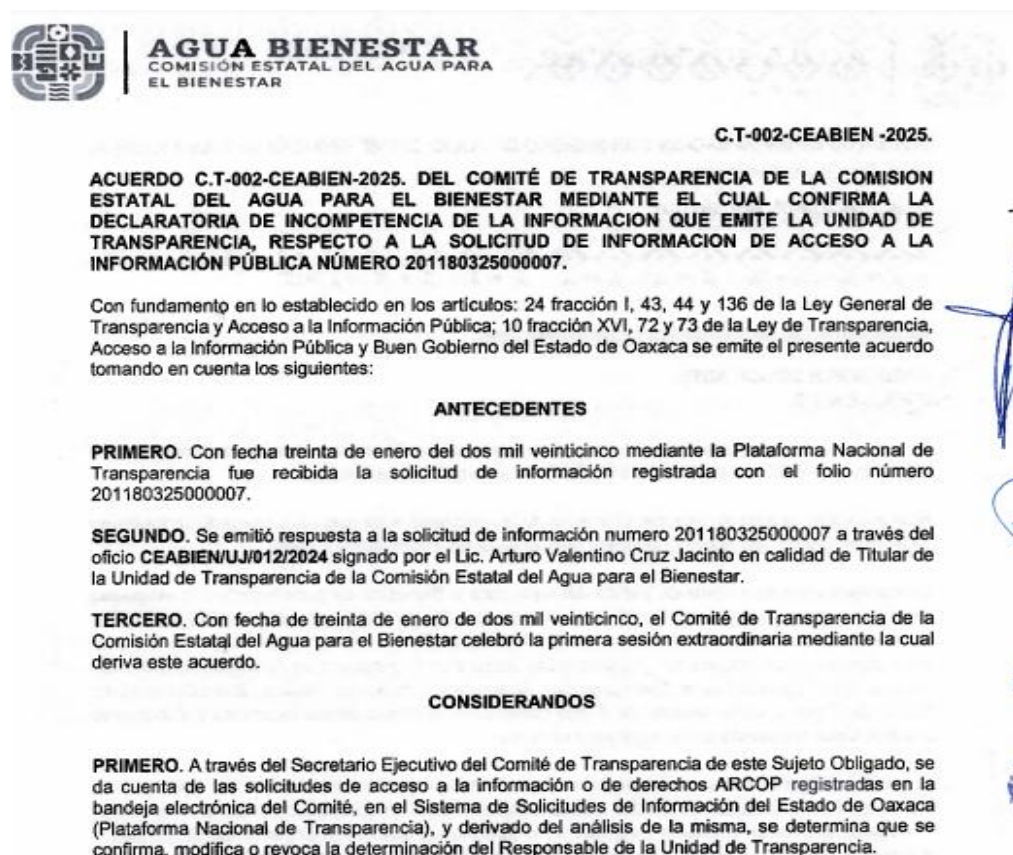 AGUA BIENESTAR
COMISIÓN ESTATAL DEL AGUA PARA
EL BIENESTAR
C.T-002-CEABIEN -2025.
ACUERDO C.T-002-CEABIEN-2025. DEL COMITÉ DE TRANSPARENCIA DE LA COMISION
ESTATAL DEL AGUA PARA EL BIENESTAR MEDIANTE EL CUAL CONFIRMA LA
DECLARATORIA DE INCOMPETENCIA DE LA INFORMACION QUE EMITE LA UNIDAD DE
TRANSPARENCIA, RESPECTO A LA SOLICITUD DE INFORMACION DE ACCESO A LA
INFORMACIÓN PÚBLICA NÚMERO 201180325000007.
Con fundamento en lo establecido en los artículos: 24 fracción I, 43, 44 y 136 de la Ley General de
Transparencia y Acceso a la Información Pública; 10 fracción XVI, 72 y 73 de la Ley de Transparencia,
Acceso a la Información Pública y Buen Gobierno del Estado de Oaxaca se emite el presente acuerdo
tomando en cuenta los siguientes:
ANTECEDENTES
PRIMERO. Con fecha treinta de enero del dos mil veinticinco mediante la Plataforma Nacional de
Transparencia fue recibida la solicitud de información registrada con el folio número
201180325000007.
SEGUNDO. Se emitió respuesta a la solicitud de información numero 201180325000007 a través del
oficio CEABIEN/UJ/012/2024 signado por el Lic. Arturo Valentino Cruz Jacinto en calidad de Titular de
la Unidad de Transparencia de la Comisión Estatal del Agua para el Bienestar.
TERCERO. Con fecha de treinta de enero de dos mil veinticinco, el Comité de Transparencia de la
Comisión Estatal del Agua para el Bienestar celebró la primera sesión extraordinaria mediante la cual
deriva este acuerdo.
CONSIDERANDOS
PRIMERO. A través del Secretario Ejecutivo del Comité de Transparencia de este Sujeto Obligado, se
da cuenta de las solicitudes de acceso a la información o de derechos ARCOP registradas en la
bandeja electrónica del Comité, en el Sistema de Solicitudes de Información del Estado de Oaxaca
(Plataforma Nacional de Transparencia), y derivado del análisis de la misma, se determina que se
confirma, modifica o revoca la determinación del Responsable de la Unidad de Transparencia.